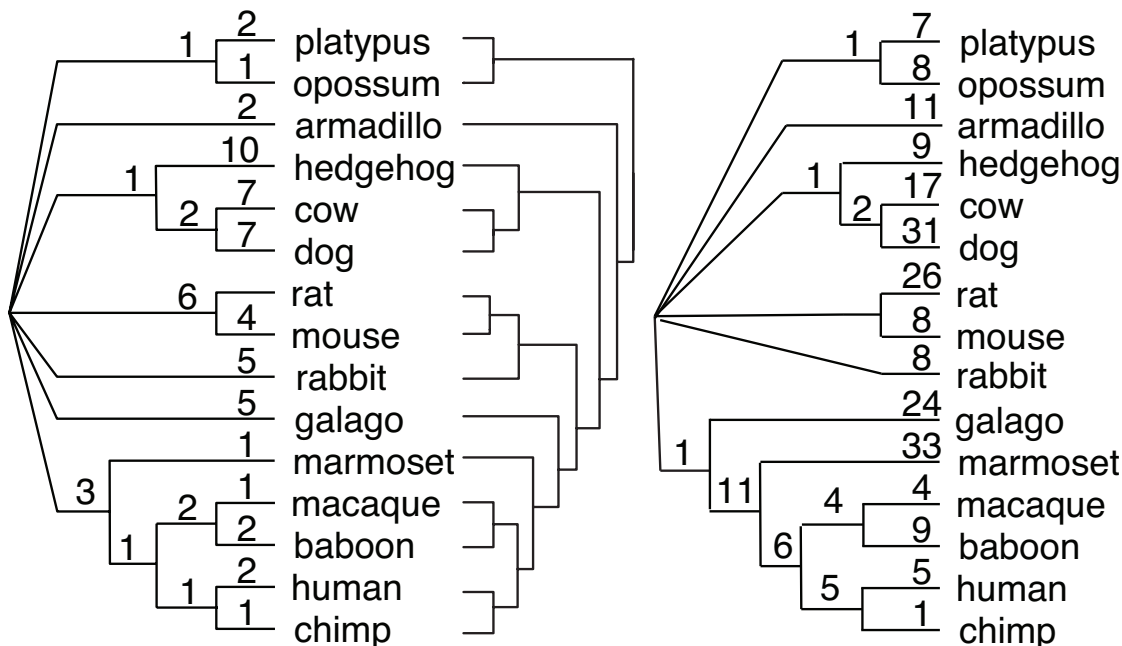 1 2 platypus 1 7 platypus
1 opossum 8 opossum
2 armadillo 11 armadillo
10 hedgehog 9 hedgehog
1 7 cow 1 17 cow
2 7 dog 2 31 dog
6 rat 26 rat
4 mouse 8 mouse
5 rabbit 8 rabbit
5 galago 24 galago
1 marmoset 1 33 marmoset
3 1 macaque 11 4 4 macaque
2 2 baboon 9 baboon
1 2 human 6 5 human
1 1 chimp 5 1 chimp